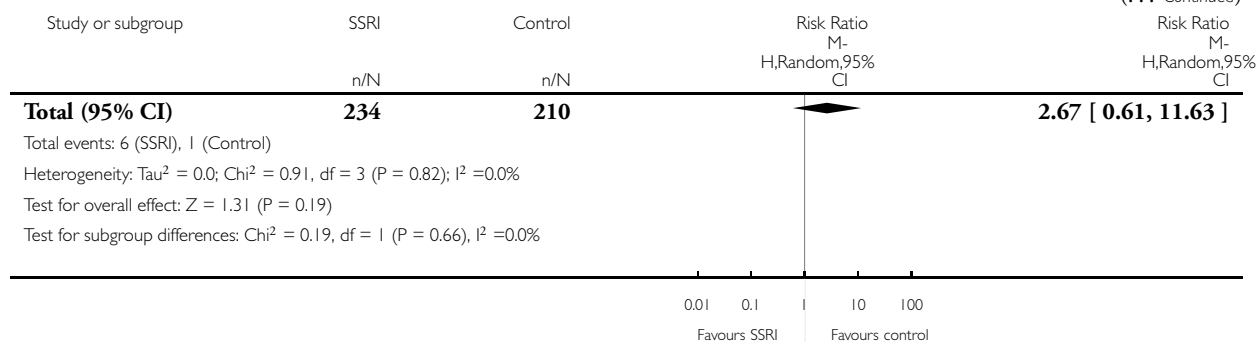 (... Continued)
Study or subgroup SSRI Control Risk Ratio Risk Ratio
M- M-
H,Random,95% H,Random,95%
n/N n/N CI CI
Total (95% CI) 234 210 2.67 [ 0.61, 11.63 ]
Total events: 6 (SSRI), 1 (Control)
Heterogeneity: Tau² = 0.0; Chi² = 0.91, df = 3 (P = 0.82); I² =0.0%
Test for overall effect: Z = 1.31 (P = 0.19)
Test for subgroup differences: Chi² = 0.19, df = 1 (P = 0.66), I² =0.0%
0.01 0.1 1 10 100
Favours SSRI Favours control